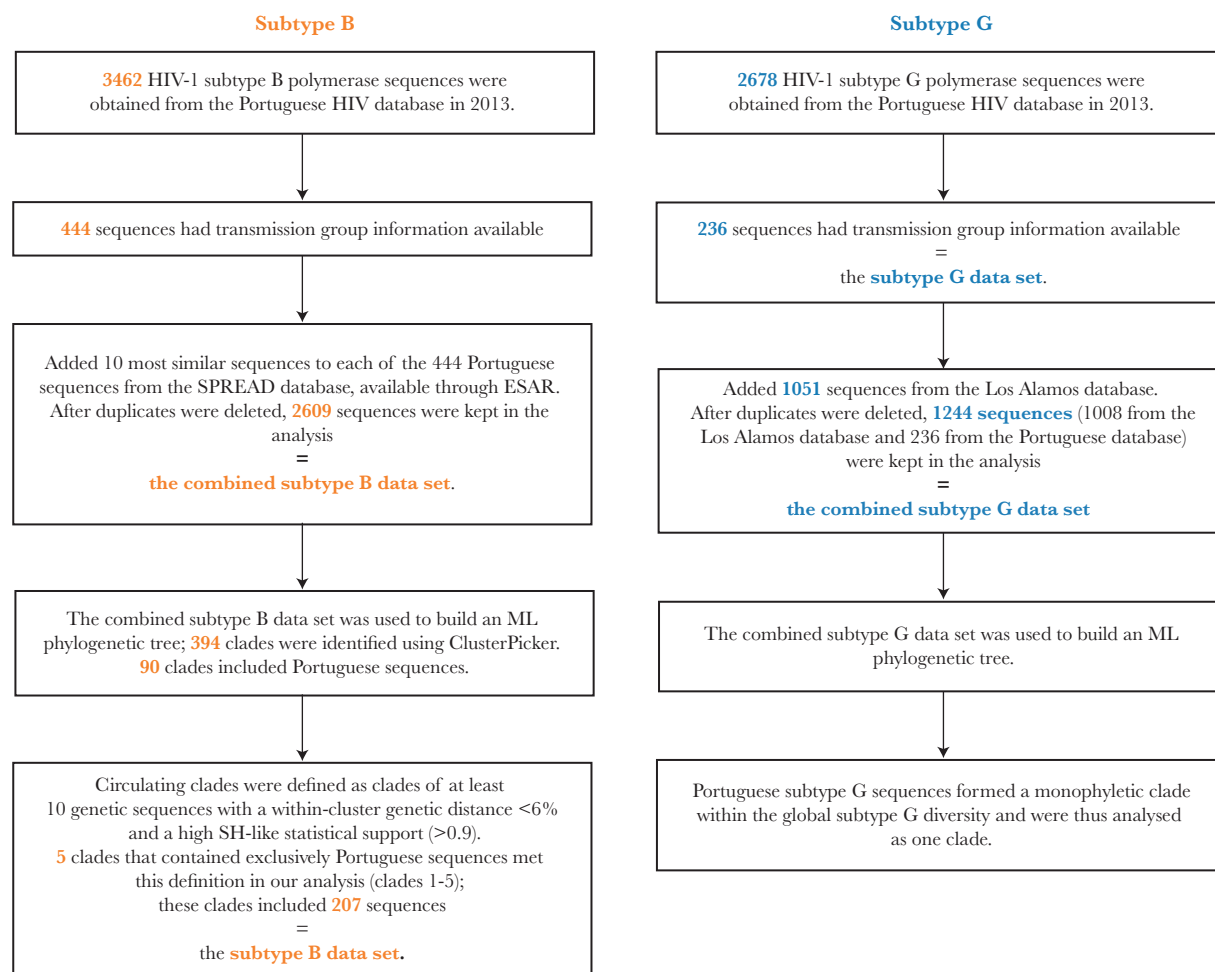 Subtype B
3462 HIV-1 subtype B polymerase sequences were
obtained from the Portuguese HIV database in 2013.
444 sequences had transmission group information available
Added 10 most similar sequences to each of the 444 Portuguese
sequences from the SPREAD database, available through ESAR.
After duplicates were deleted, 2609 sequences were kept in the
analysis
=
the combined subtype B data set.
The combined subtype B data set was used to build an ML
phylogenetic tree; 394 clades were identified using ClusterPicker.
90 clades included Portuguese sequences.
Circulating clades were defined as clades of at least
10 genetic sequences with a within-cluster genetic distance <6%
and a high SH-like statistical support (>0.9).
5 clades that contained exclusively Portuguese sequences met
this definition in our analysis (clades 1-5);
these clades included 207 sequences
=
the subtype B data set.
Subtype G
2678 HIV-1 subtype G polymerase sequences were
obtained from the Portuguese HIV database in 2013.
236 sequences had transmission group information available
=
the subtype G data set.
Added 1051 sequences from the Los Alamos database.
After duplicates were deleted, 1244 sequences (1008 from the
Los Alamos database and 236 from the Portuguese database)
were kept in the analysis
=
the combined subtype G data set
The combined subtype G data set was used to build an ML
phylogenetic tree.
Portuguese subtype G sequences formed a monophyletic clade
within the global subtype G diversity and were thus analysed
as one clade.